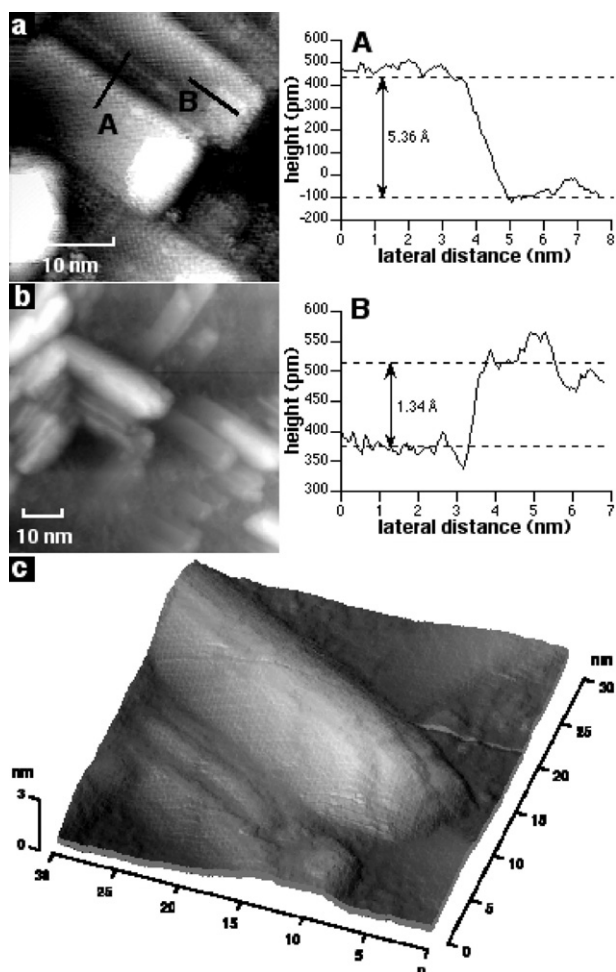 a
A
B
10 nm
A
height (pm)
600
500
400
300
200
100
0
-100
-200
5.36 Å
0 1 2 3 4 5 6 7 8
lateral distance (nm)
b
10 nm
B
height (pm)
600
550
500
450
400
350
300
1.34 Å
0 1 2 3 4 5 6 7
lateral distance (nm)
c
nm
30
25
20
15
10
5
0
nm
3
0
30 25 20 15 10 5